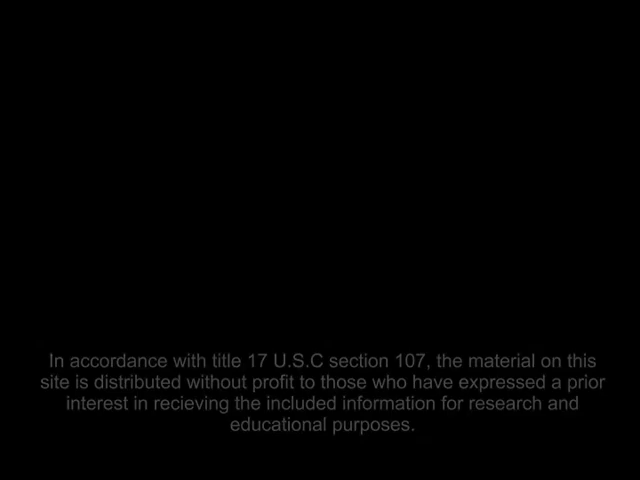 In accordance with title 17 U.S.C section 107, the material on this
site is distributed without profit to those who have expressed a prior
interest in recieving the included information for research and
educational purposes.